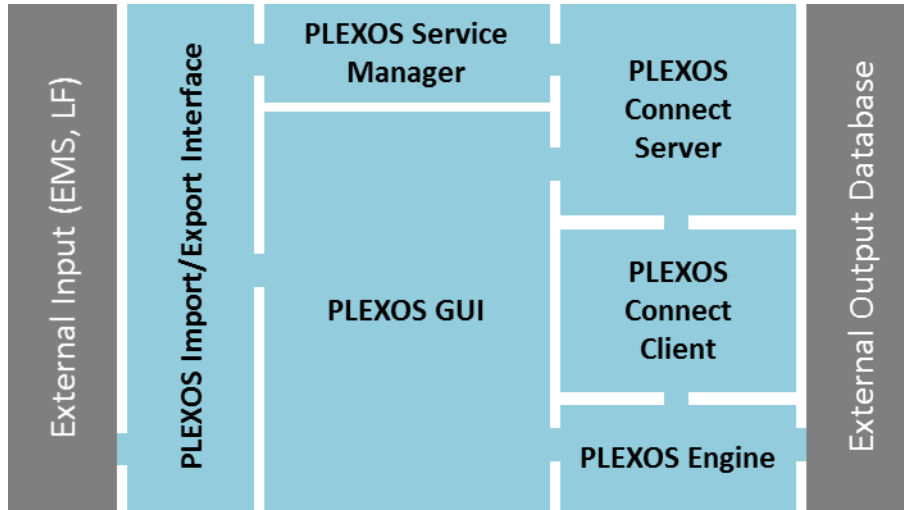 External Input (EMS, LF)
PLEXOS Import/Export Interface
PLEXOS Service
Manager
PLEXOS GUI
PLEXOS
Connect
Server
PLEXOS
Connect
Client
PLEXOS Engine
External Output Database